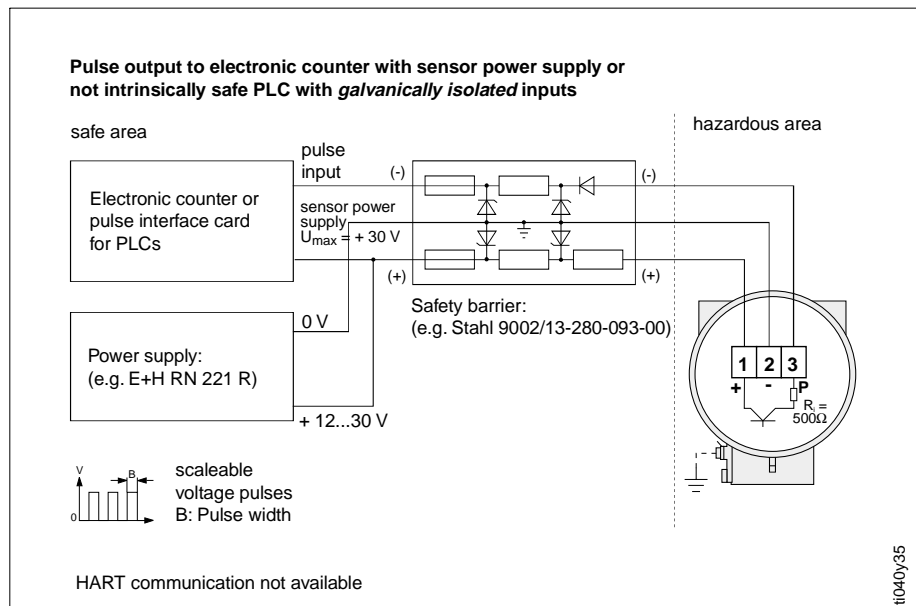 Pulse output to electronic counter with sensor power supply or
not intrinsically safe PLC with galvanically isolated inputs
safe area
hazardous area
pulse
input
(-)
(-)
Electronic counter or
pulse interface card
for PLCs
sensor power
supply
Umax = + 30 V
(+)
(+)
Safety barrier:
(e.g. Stahl 9002/13-280-093-00)
0 V
Power supply:
(e.g. E+H RN 221 R)
+ 12...30 V
1 2 3
+ - P
Ri =
500Ω
V
B
0
scaleable
voltage pulses
B: Pulse width
HART communication not available
ti040y35